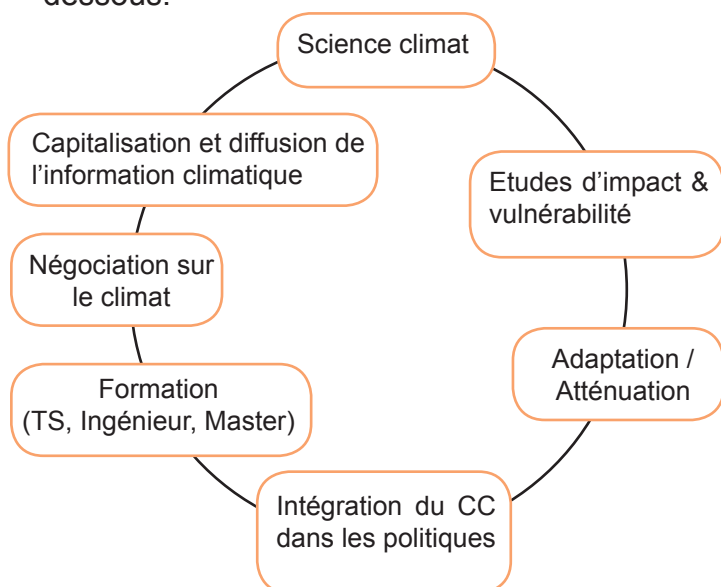 dessous.
Science climat
Capitalisation et diffusion de
l’information climatique
Etudes d’impact &
vulnérabilité
Négociation sur
le climat
Adaptation /
Atténuation
Formation
(TS, Ingénieur, Master)
Intégration du CC
dans les politiques